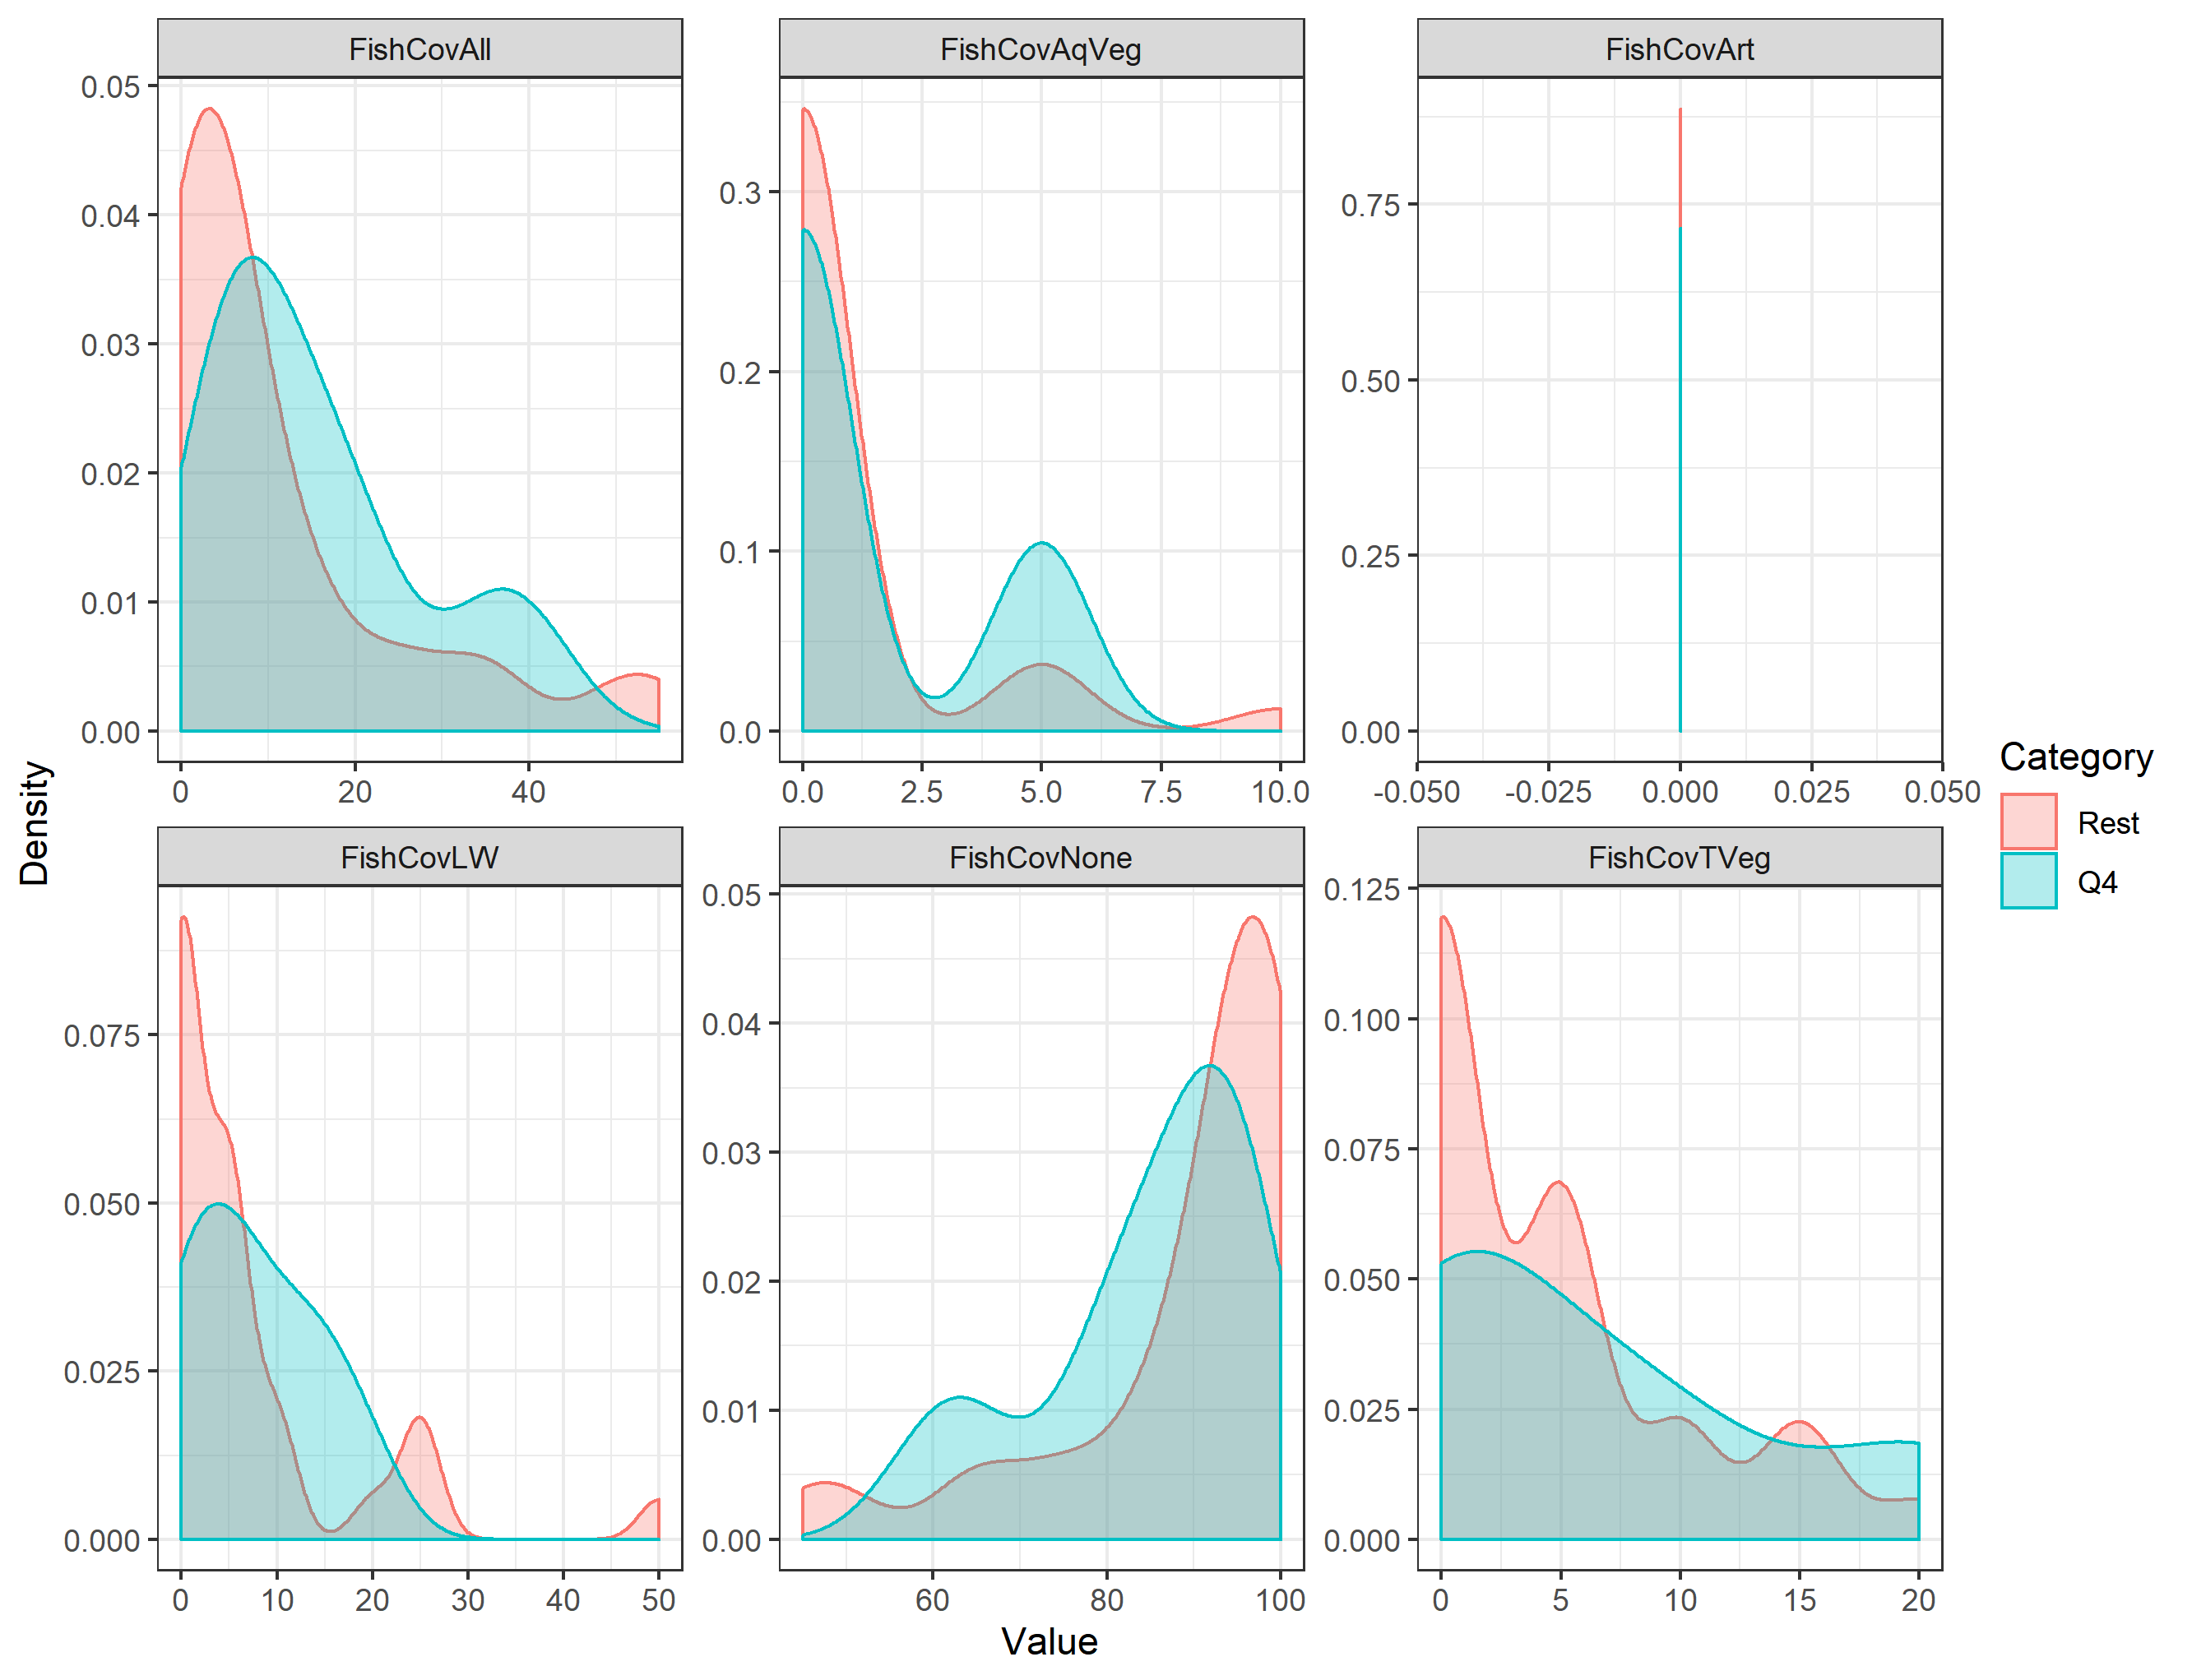 FishCovAll FishCovAqVeg FishCovArt
0.05
0.04
0.03
0.02
0.01
0.00
0 20 40
0.3
0.2
0.1
0.0
0.0 2.5 5.0 7.5 10.0
0.75
0.50
0.25
0.00
-0.050 -0.025 0.000 0.025 0.050
Density
FishCovLW FishCovNone FishCovTVeg
0.075
0.050
0.025
0.000
0 10 20 30 40 50
0.05
0.04
0.03
0.02
0.01
0.00
60 80 100
0.125
0.100
0.075
0.050
0.025
0.000
0 5 10 15 20
Value
Category
Rest
Q4